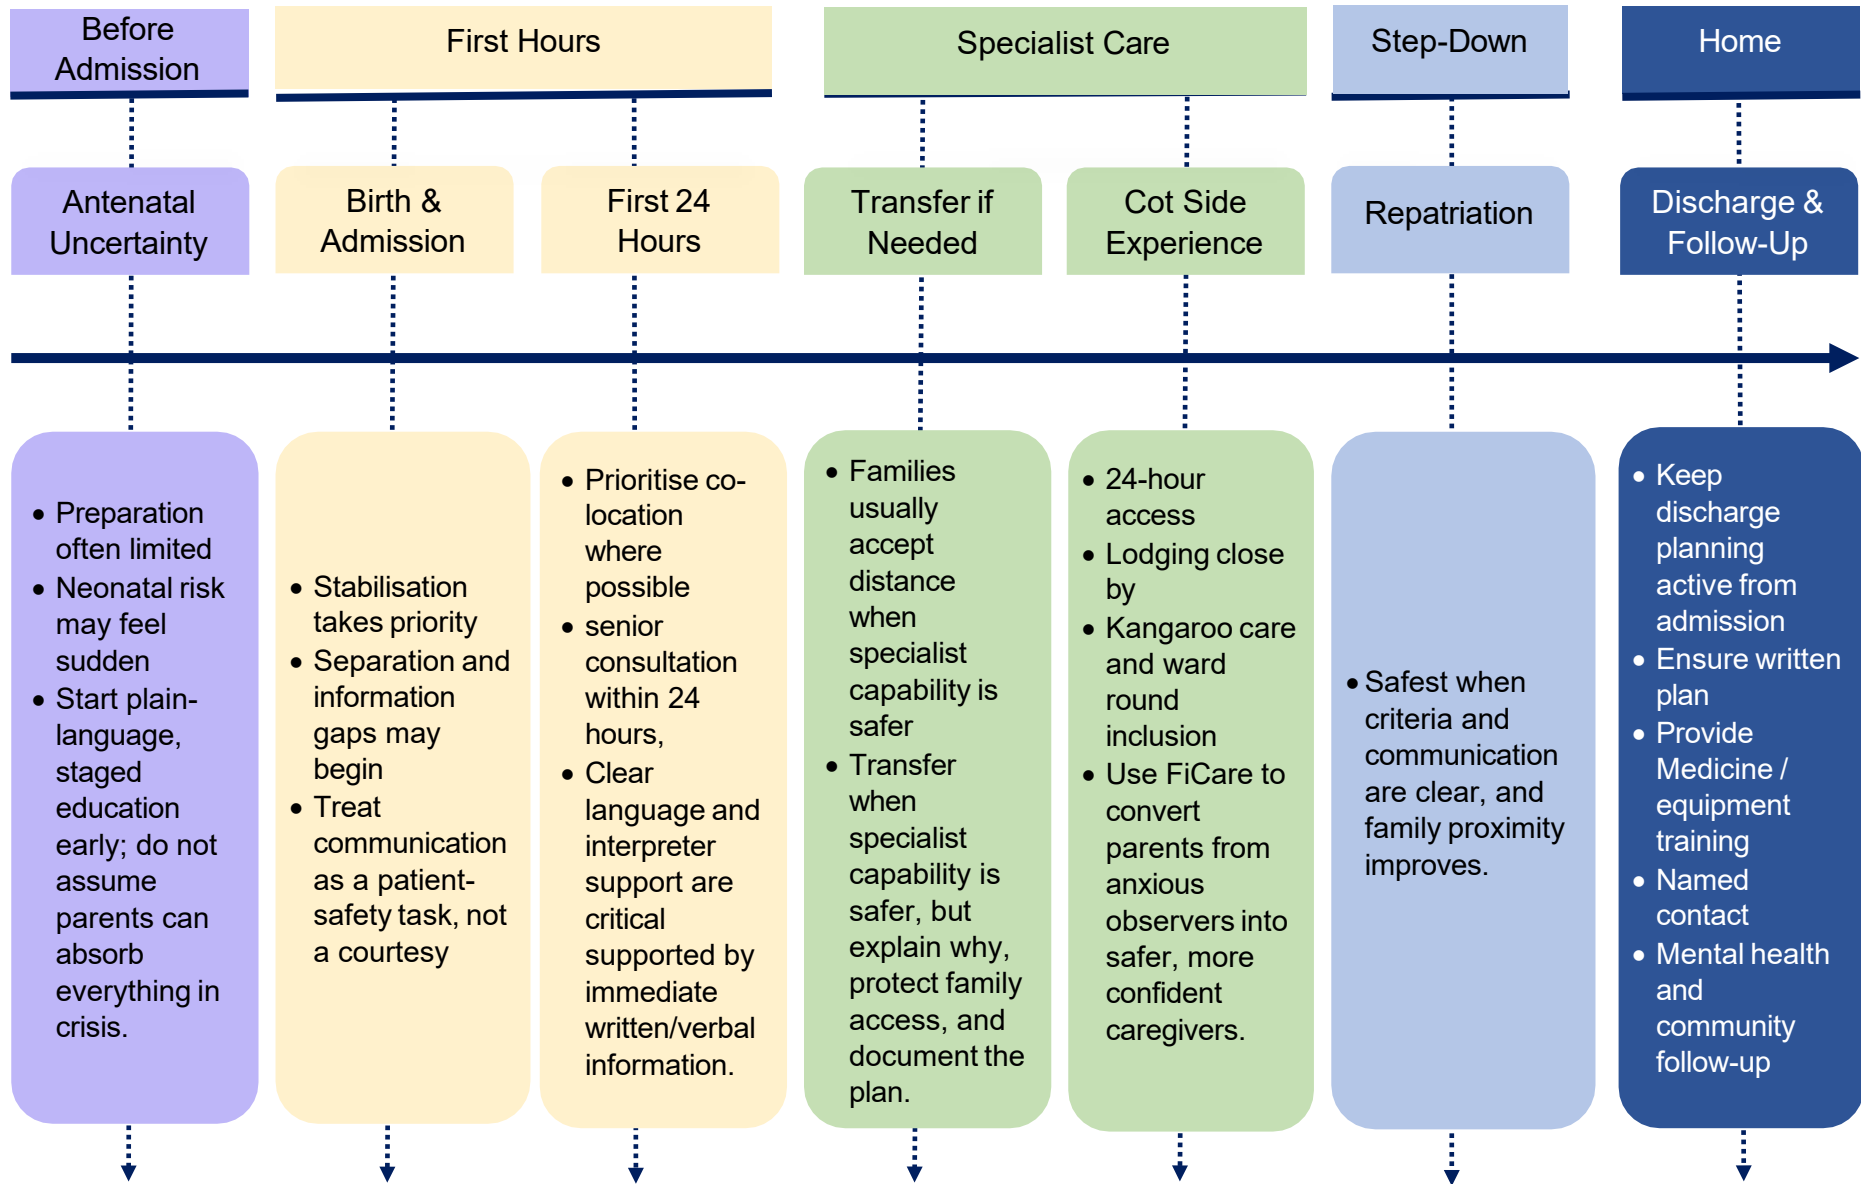 Before
Admission
First Hours
Specialist Care
Step-Down
Home
Antenatal
Uncertainty
Birth &
Admission
First 24
Hours
Transfer if
Needed
Cot Side
Experience
Repatriation
Discharge &
Follow-Up
• Preparation
often limited
• Neonatal risk
may feel
sudden
• Start plain-
language,
staged
education
early; do not
assume
parents can
absorb
everything in
crisis.
• Stabilisation
takes priority
• Separation and
information
gaps may
begin
• Treat
communication
as a patient-
safety task, not
a courtesy
• Prioritise co-
location
where
possible
• senior
consultation
within 24
hours,
• Clear
language and
interpreter
support are
critical
supported by
immediate
written/verbal
information.
• Families
usually
accept
distance
when
specialist
capability is
safer
• Transfer
when
specialist
capability is
safer, but
explain why,
protect family
access, and
document the
plan.
• 24-hour
access
• Lodging close
by
• Kangaroo care
and ward
round
inclusion
• Use FiCare to
convert
parents from
anxious
observers into
safer, more
confident
caregivers.
• Safest when
criteria and
communication
are clear, and
family proximity
improves.
• Keep
discharge
planning
active from
admission
• Ensure written
plan
• Provide
Medicine /
equipment
training
• Named
contact
• Mental health
and
community
follow-up